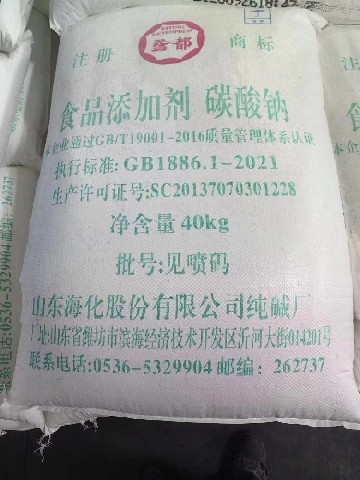 注册 鸢都 商标
食品添加剂 碳酸钠
本企业通过GB/T19001-2016质量管理体系认证
执行标准:GB1886.1-2021
生产许可证号:SC20137070301228
净含量40kg
批号:见喷码
山东海化股份有限公司纯碱厂
厂址:山东省潍坊市滨海经济技术开发区沂河大街014201号
联系电话:0536-5329904 邮编:262737